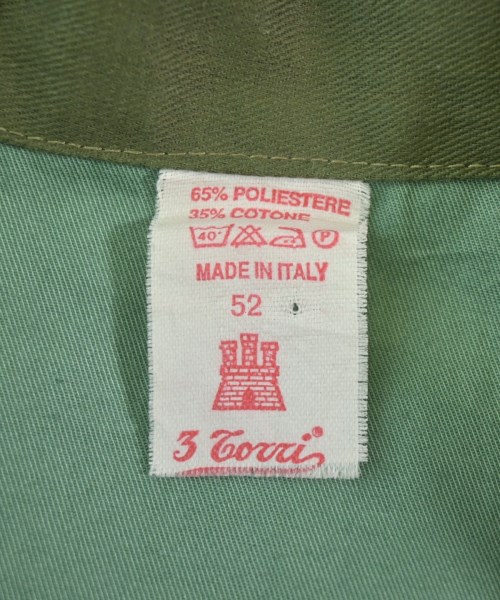 65% POLIESTERE
35% COTONE
40° P
MADE IN ITALY
52
3 Torri®